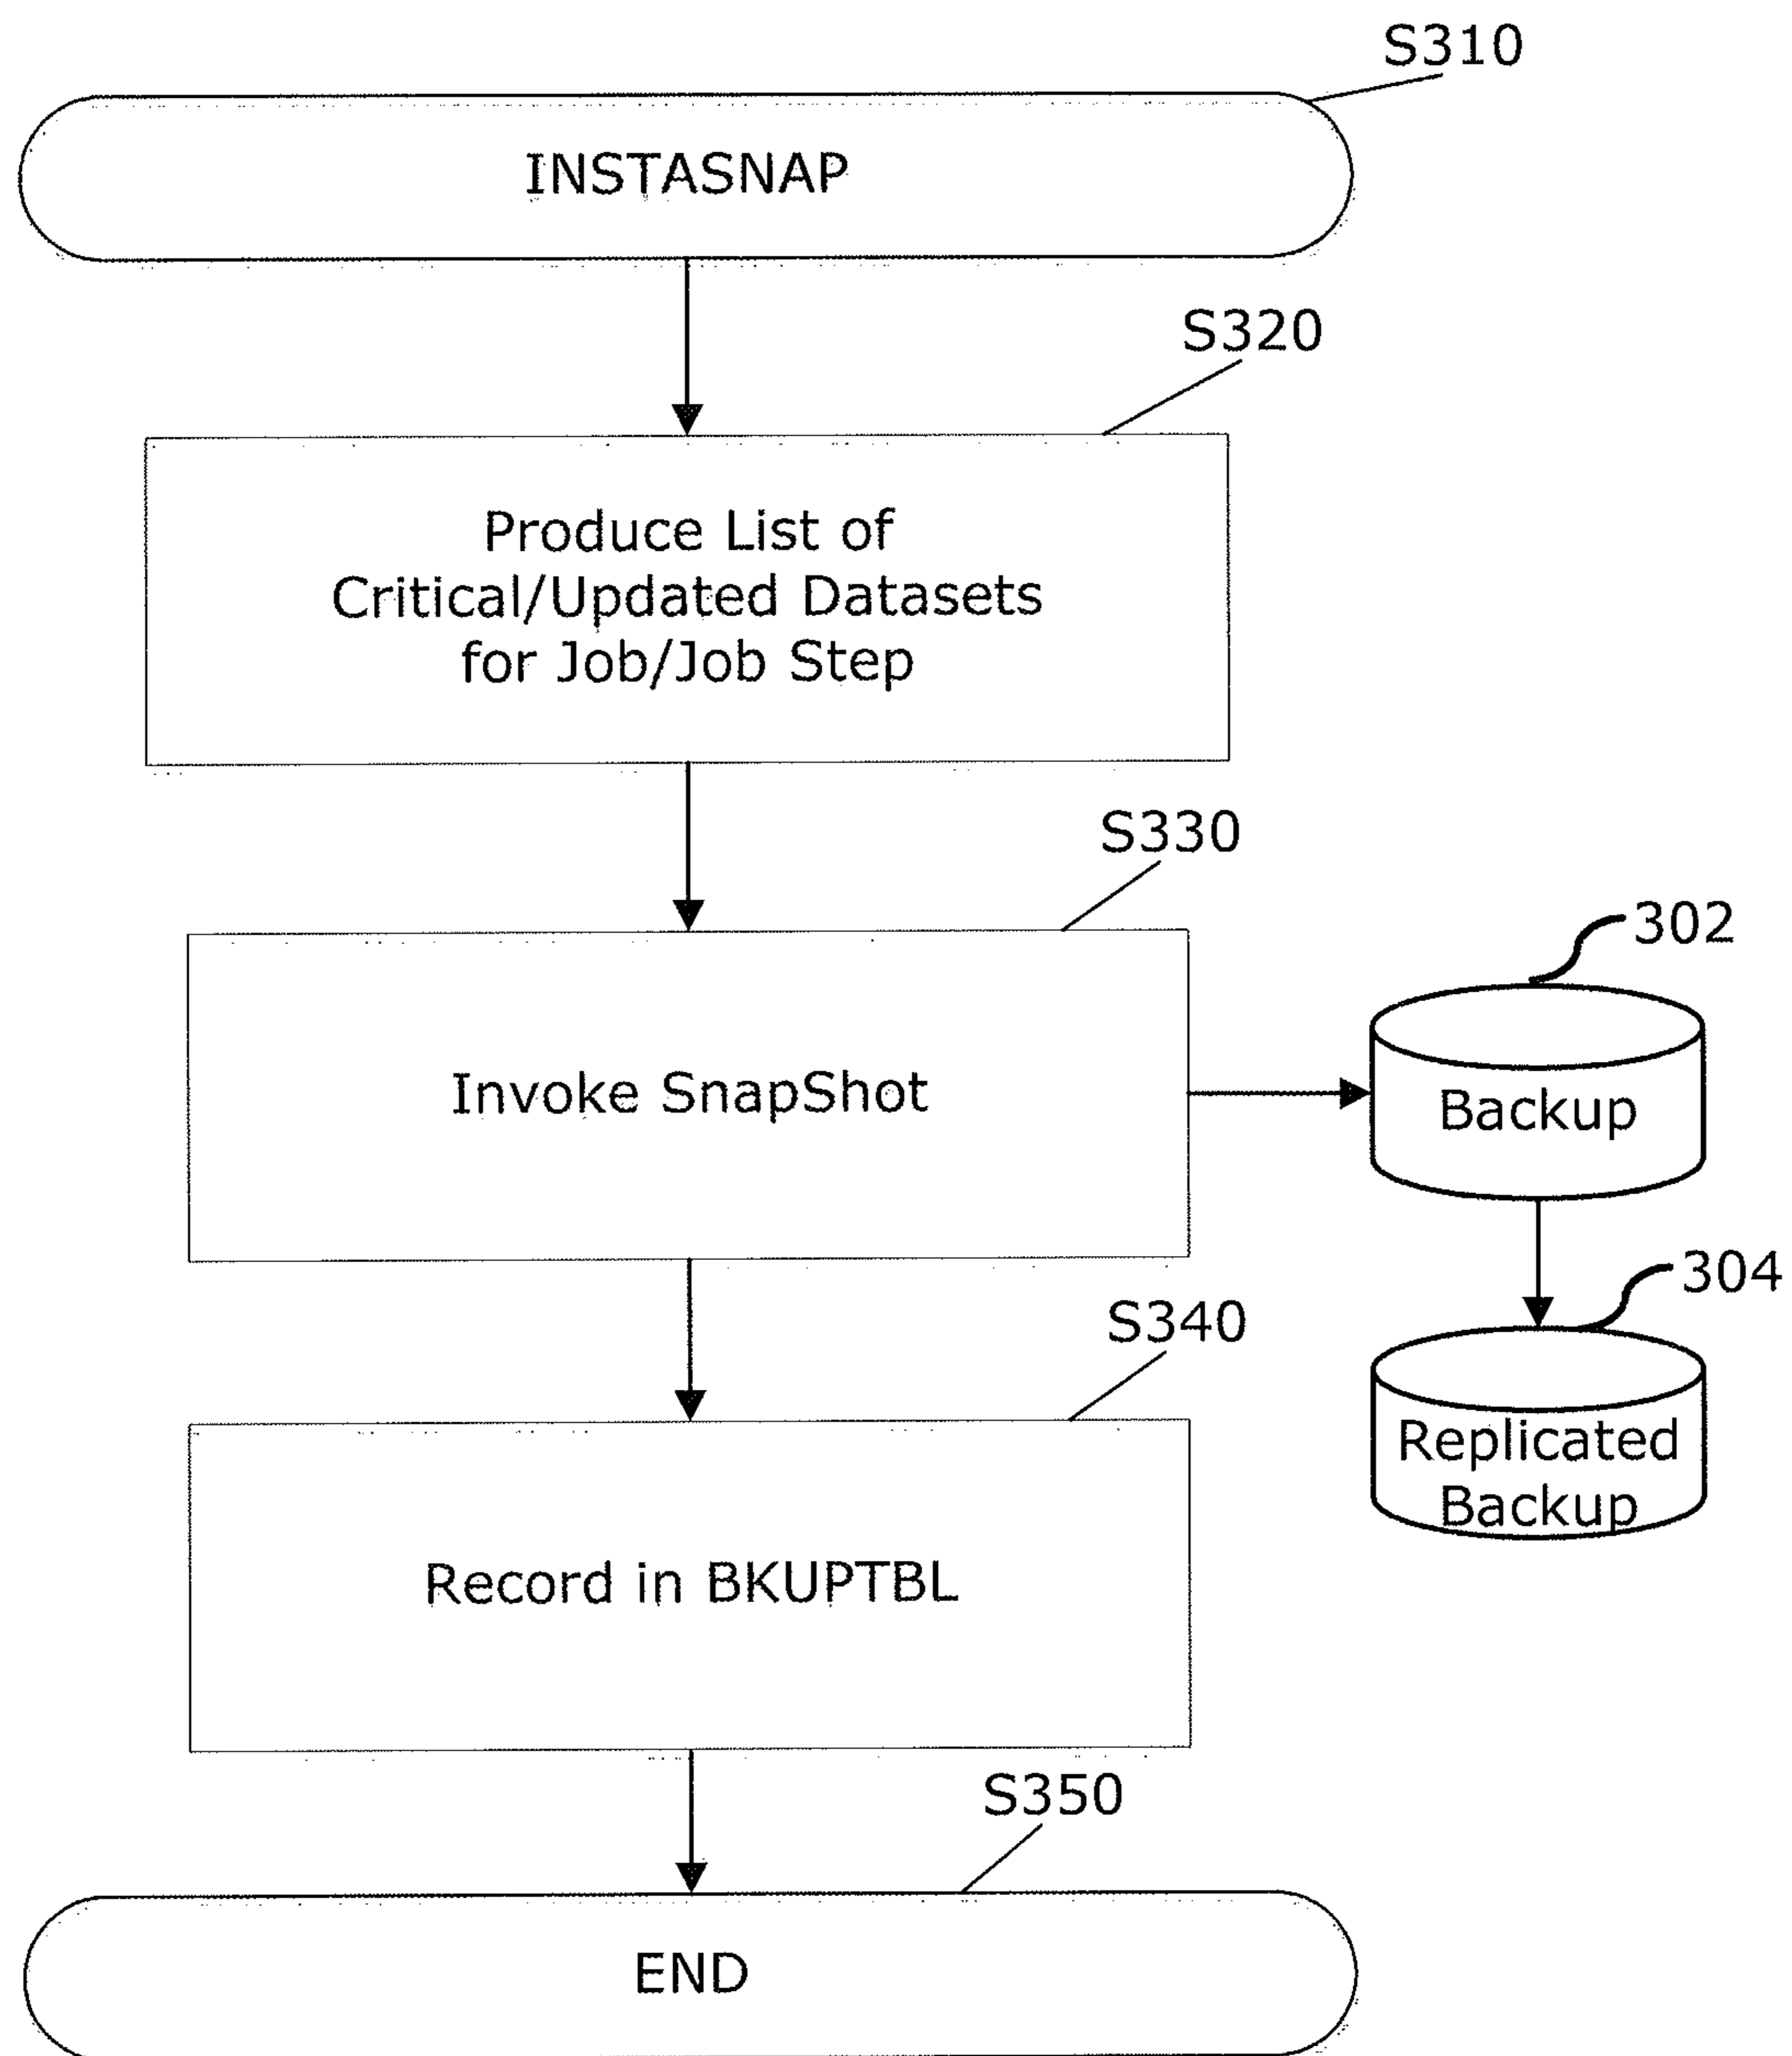 S310
INSTASNAP
S320
Produce List of
Critical/Updated Datasets
for Job/Job Step
S330
Invoke SnapShot
302
Backup
304
Replicated
Backup
S340
Record in BKUPTBL
S350
END